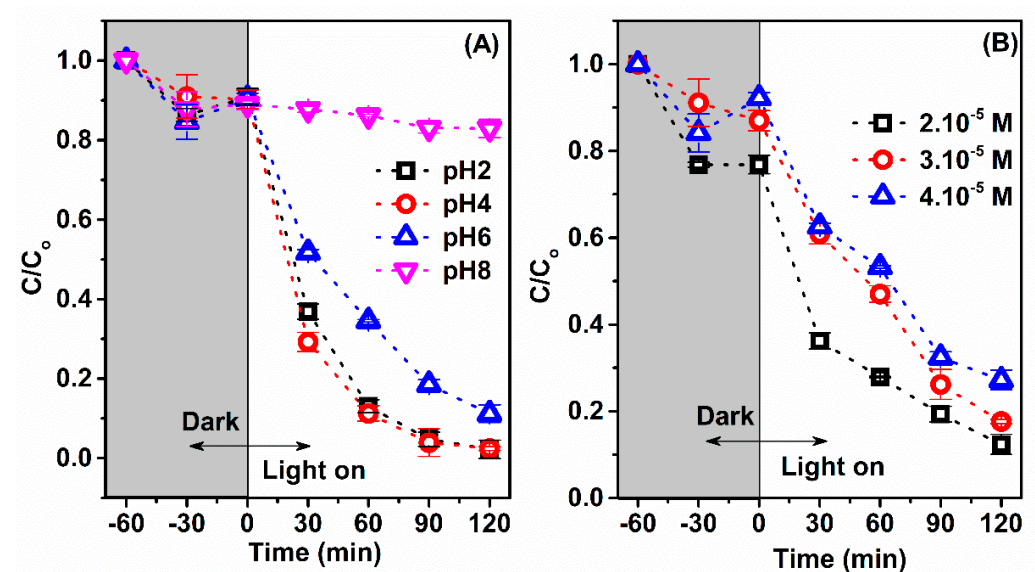 (A)
1.0
0.8
0.6
0.4
0.2
0.0
C/Co
pH2
pH4
pH6
pH8
Dark
Light on
-60 -30 0 30 60 90 120
Time (min)
(B)
1.0
0.8
0.6
0.4
0.2
0.0
C/Co
2.10⁻⁵ M
3.10⁻⁵ M
4.10⁻⁵ M
Dark
Light on
-60 -30 0 30 60 90 120
Time (min)